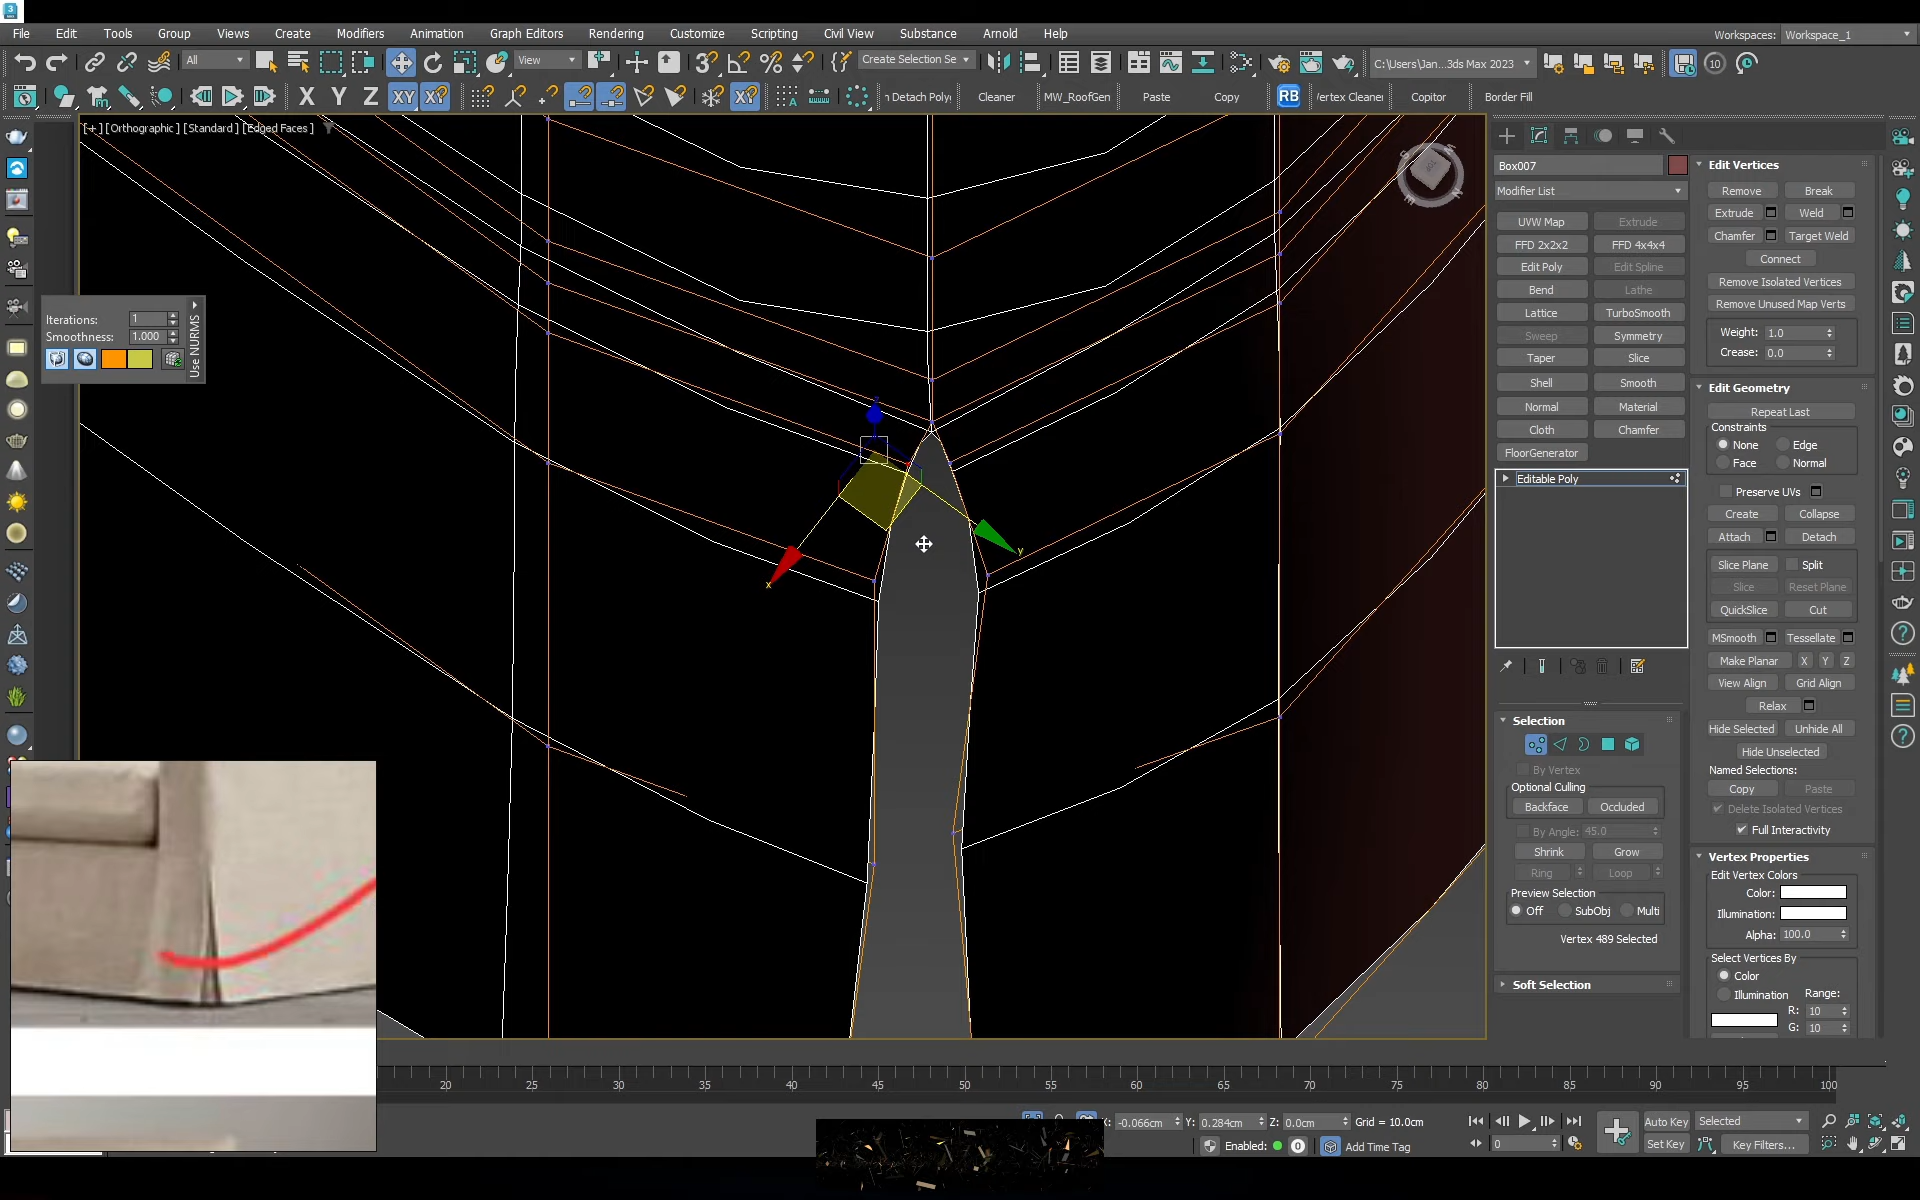 File Edit Tools Group Views Create Modifiers Animation Graph Editors Rendering Customize Scripting Civil View Substance Arnold Help
Workspaces: Workspace_1
All View Create Selection Se C:\Users\Jan...3ds Max 2023 10
X Y Z XY XY Detach Poly Cleaner MW_RoofGen Paste Copy RB Vertex Cleaner Copitor Border Fill
[+] [Orthographic] [Standard] [Edged Faces]
Iterations: 1
Smoothness: 1.000
Use NURMS
z
x
y
Box007
Modifier List
UVW Map Extrude
FFD 2x2x2 FFD 4x4x4
Edit Poly Edit Spline
Bend Lathe
Lattice TurboSmooth
Sweep Symmetry
Taper Slice
Shell Smooth
Normal Material
Cloth Chamfer
FloorGenerator
Editable Poly
Selection
By Vertex
Optional Culling
Backface Occluded
By Angle: 45.0
Shrink Grow
Ring Loop
Preview Selection
Off SubObj Multi
Vertex 489 Selected
Soft Selection
Edit Vertices
Remove Break
Extrude Weld
Chamfer Target Weld
Connect
Remove Isolated Vertices
Remove Unused Map Verts
Weight: 1.0
Crease: 0.0
Edit Geometry
Repeat Last
Constraints
None Edge
Face Normal
Preserve UVs
Create Collapse
Attach Detach
Slice Plane Split
Slice Reset Plane
QuickSlice Cut
MSmooth Tessellate
Make Planar X Y Z
View Align Grid Align
Relax
Hide Selected Unhide All
Hide Unselected
Named Selections:
Copy Paste
Delete Isolated Vertices
Full Interactivity
Vertex Properties
Edit Vertex Colors
Color:
Illumination:
Alpha: 100.0
Select Vertices By
Color
Illumination Range:
R: 10
G: 10
20 25 30 35 40 45 50 55 60 65 70 75 80 85 90 95 100
X: -0.066cm Y: 0.284cm Z: 0.0cm Grid = 10.0cm
Auto Key Selected
Enabled: 0 Add Time Tag
0
Set Key Key Filters...